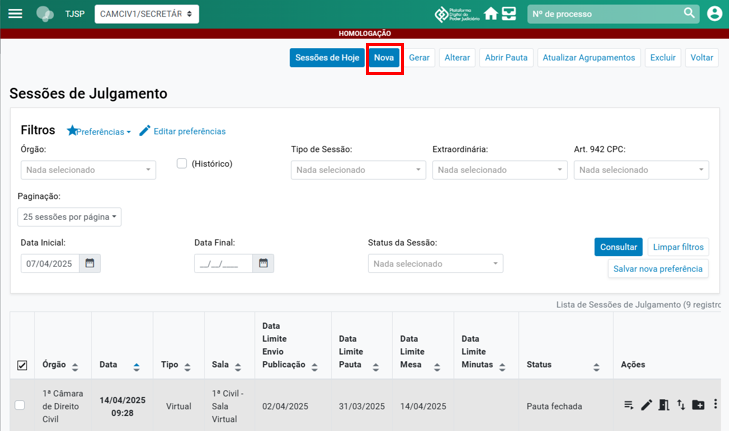 TJSP
CAMCIV1/SECRETÁR
Plataforma
Digital do
Poder Judiciário
Nº de processo
HOMOLOGAÇÃO
Sessões de Hoje
Nova
Gerar
Alterar
Abrir Pauta
Atualizar Agrupamentos
Excluir
Voltar
Sessões de Julgamento
Filtros
Preferências
Editar preferências
Órgão:
(Histórico)
Tipo de Sessão:
Extraordinária:
Art. 942 CPC:
Nada selecionado
Nada selecionado
Nada selecionado
Nada selecionado
Paginação:
25 sessões por página
Data Inicial:
Data Final:
Status da Sessão:
07/04/2025
__/__/____
Nada selecionado
Consultar
Limpar filtros
Salvar nova preferência
Lista de Sessões de Julgamento (9 registro
Órgão
Data
Tipo
Sala
Data
Limite
Envio
Publicação
Data
Limite
Pauta
Data
Limite
Mesa
Data
Limite
Minutas
Status
Ações
1ª Câmara
de Direito
Civil
14/04/2025
09:28
Virtual
1ª Civil -
Sala
Virtual
02/04/2025
31/03/2025
14/04/2025
Pauta fechada